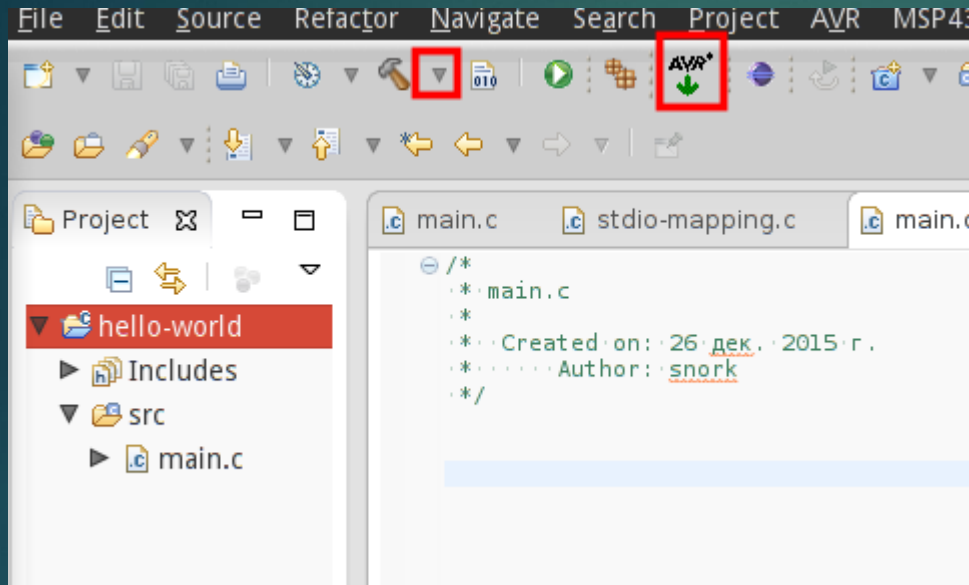 File Edit Source Refactor Navigate Search Project AVR MSP43
010
AVR
Project
main.c stdio-mapping.c main.c
/*
* main.c
*
* Created on: 26 дек. 2015 г.
* Author: snork
*/
hello-world
Includes
src
main.c